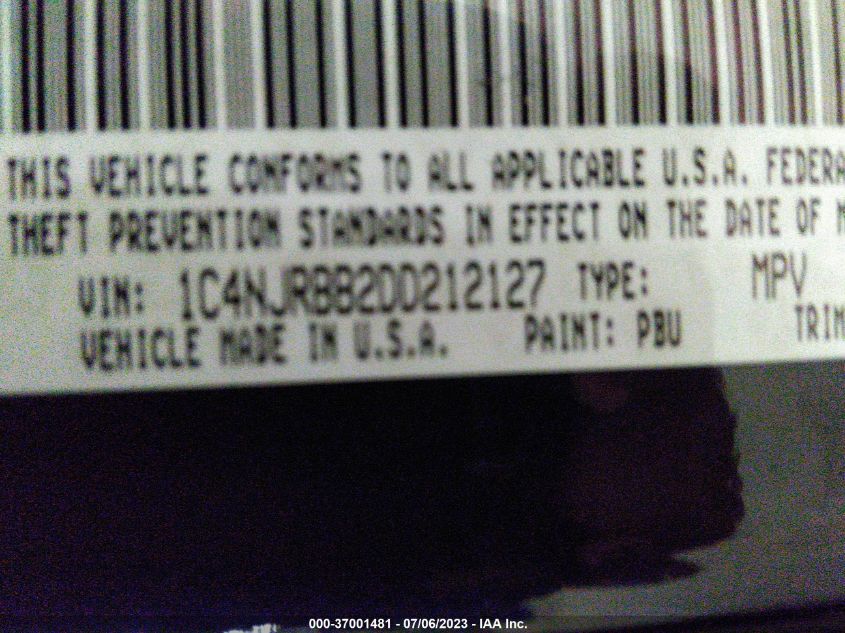 THIS VEHICLE CONFORMS TO ALL APPLICABLE U.S.A. FEDERA
THEFT PREVENTION STANDARDS IN EFFECT ON THE DATE OF M
VIN: 1C4NJRBB2DD212127 TYPE: MPV
VEHICLE MADE IN U.S.A. PAINT: PBU TRIM
000-37001481 - 07/06/2023 - IAA Inc.